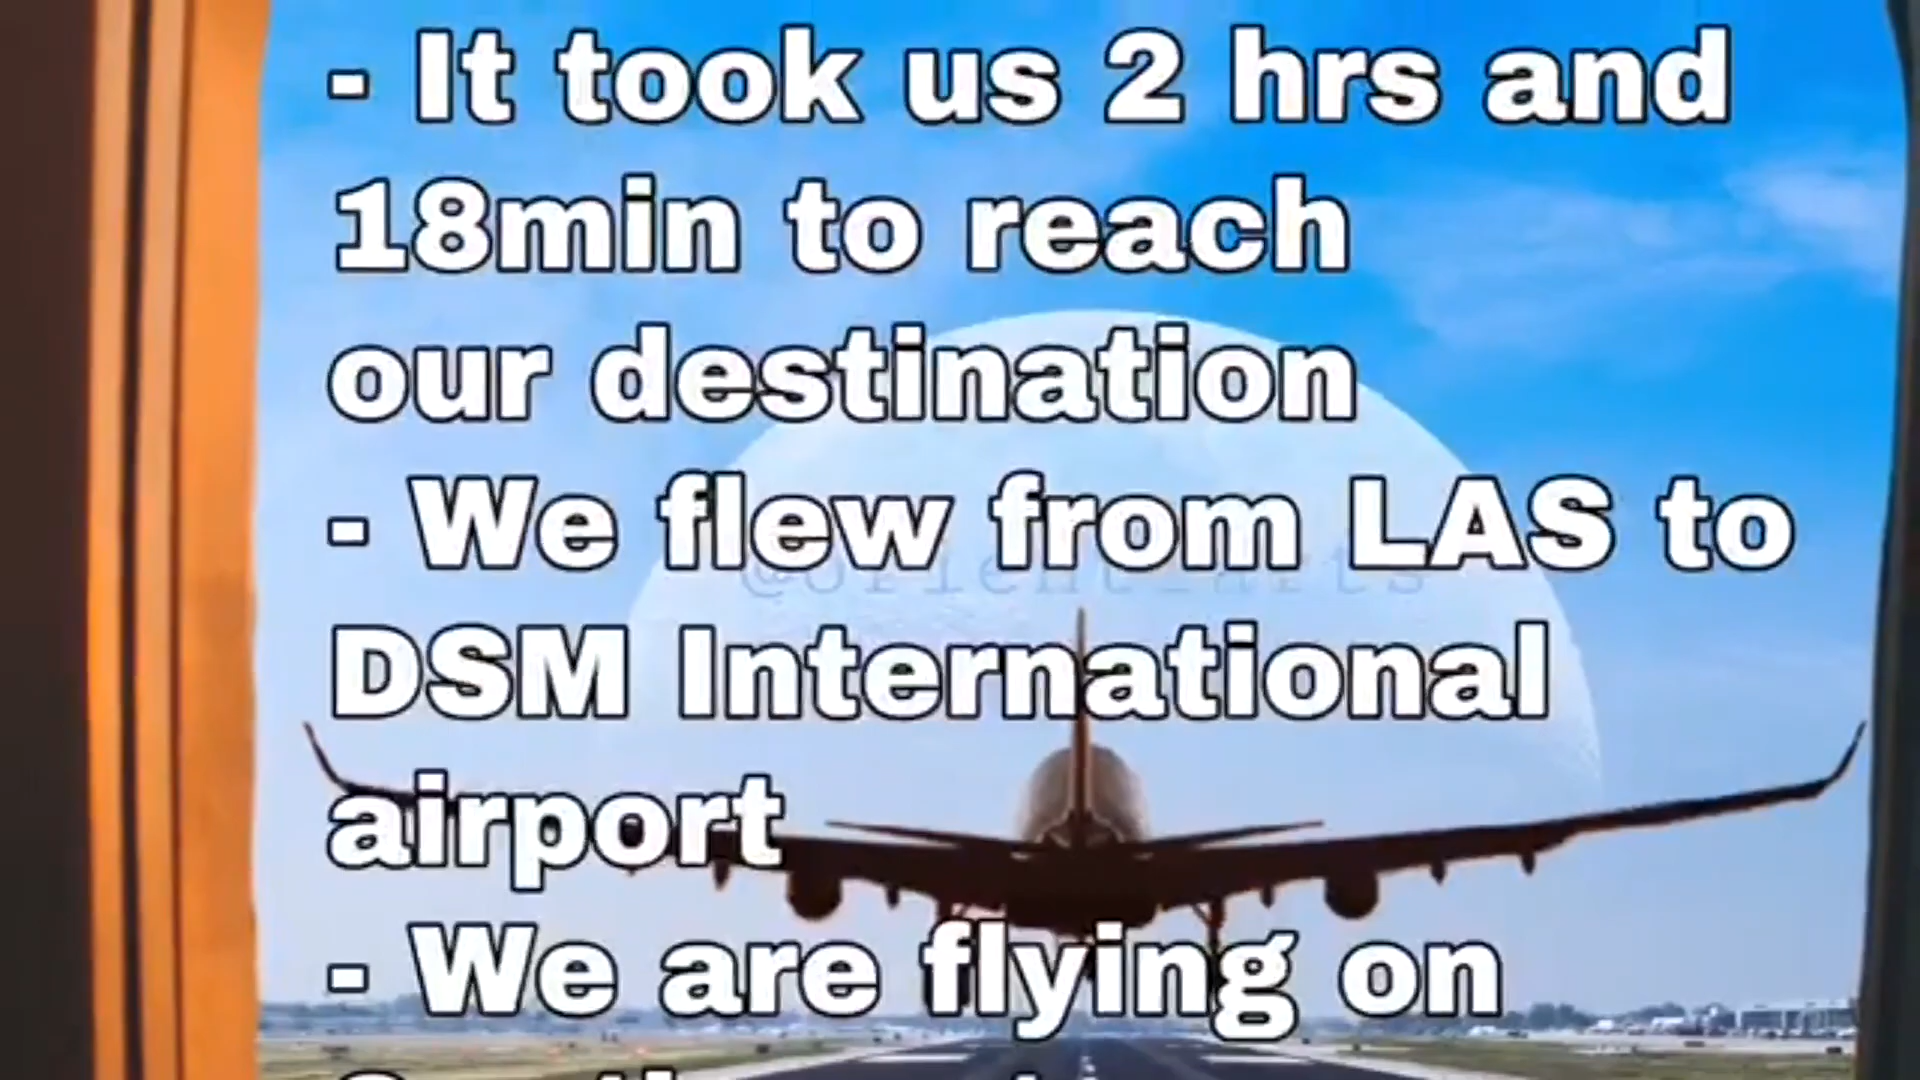 - It took us 2 hrs and
18min to reach
our destination
- We flew from LAS to
DSM International
airport
- We are flying on
@orient_arts